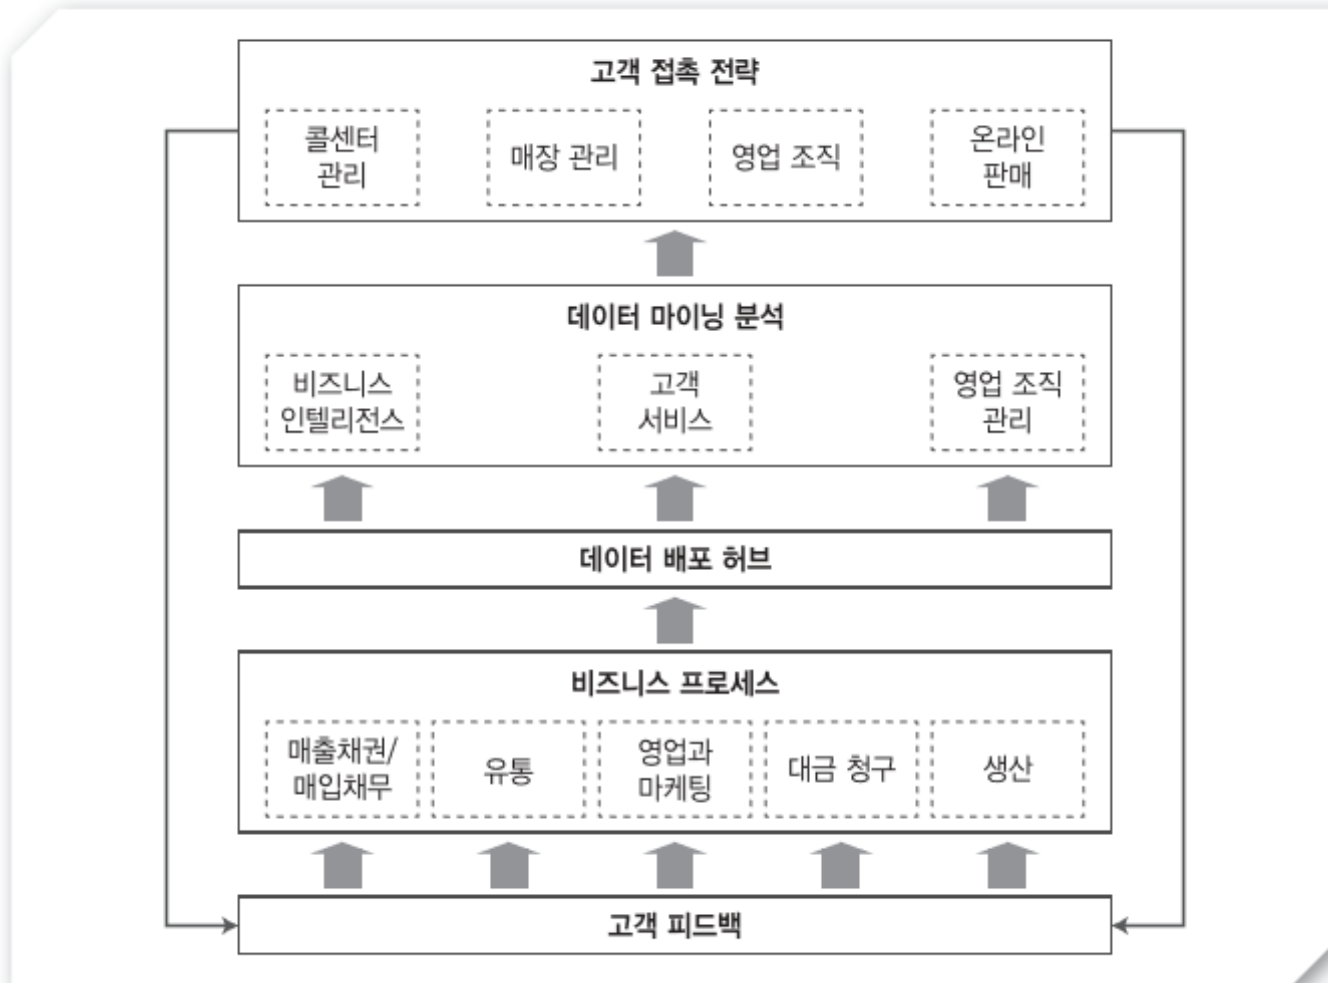 고객 접촉 전략
콜센터
관리
매장 관리
영업 조직
온라인
판매
데이터 마이닝 분석
비즈니스
인텔리전스
고객
서비스
영업 조직
관리
데이터 배포 허브
비즈니스 프로세스
매출채권/
매입채무
유통
영업과
마케팅
대금 청구
생산
고객 피드백